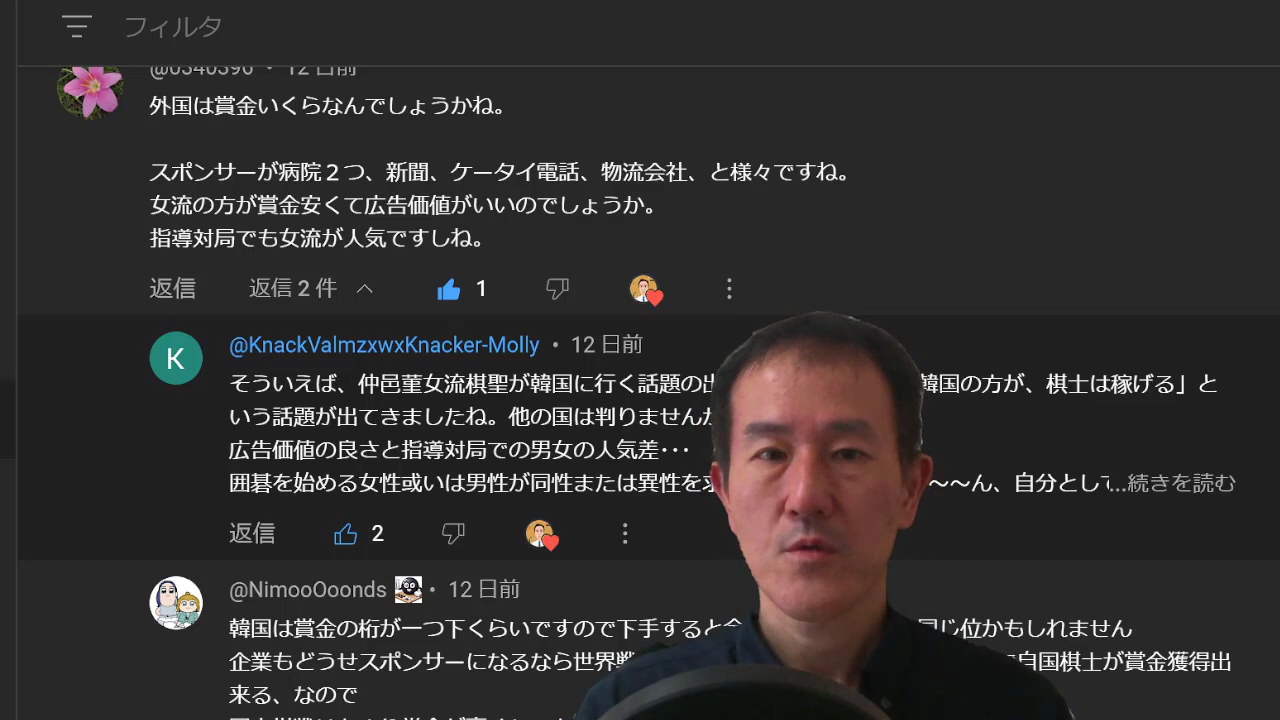 フィルタ
@0340396 • 12 日前
外国は賞金いくらなんでしょうかね。
スポンサーが病院２つ、新聞、ケータイ電話、物流会社、と様々ですね。
女流の方が賞金安くて広告価値がいいのでしょうか。
指導対局でも女流が人気ですしね。
返信 返信 2 件 1
K
@KnackValmzxwxKnacker-Molly • 12 日前
そういえば、仲邑菫女流棋聖が韓国に行く話題の出 韓国の方が、棋士は稼げる」と
いう話題が出てきましたね。他の国は判りません
広告価値の良さと指導対局での男女の人気差･･･
囲碁を始める女性或いは男性が同性または異性を求 〜〜ん、自分として ...続きを読む
返信 2
@NimooOoonds • 12 日前
韓国は賞金の桁が一つ下くらいですので下手すると 同じ位かもしれません
企業もどうせスポンサーになるなら世界戦 自国棋士が賞金獲得出
来る、なので